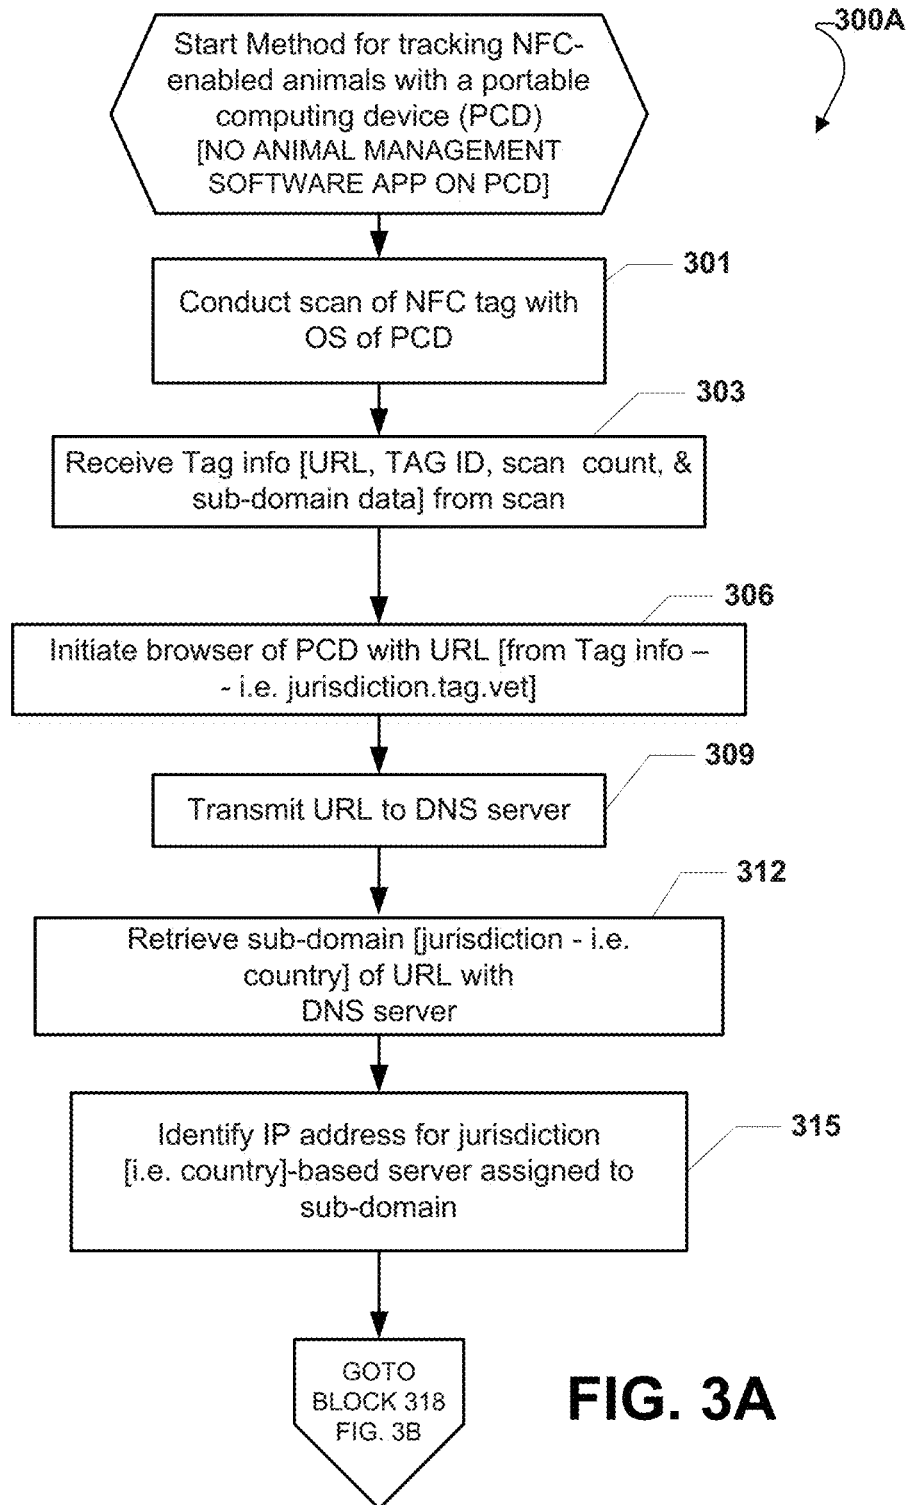 300A
Start Method for tracking NFC-
enabled animals with a portable
computing device (PCD)
[NO ANIMAL MANAGEMENT
SOFTWARE APP ON PCD]
301
Conduct scan of NFC tag with
OS of PCD
303
Receive Tag info [URL, TAG ID, scan count, &
sub-domain data] from scan
306
Initiate browser of PCD with URL [from Tag info –
- i.e. jurisdiction.tag.vet]
309
Transmit URL to DNS server
312
Retrieve sub-domain [jurisdiction - i.e.
country] of URL with
DNS server
315
Identify IP address for jurisdiction
[i.e. country]-based server assigned to
sub-domain
GOTO
BLOCK 318
FIG. 3B
FIG. 3A